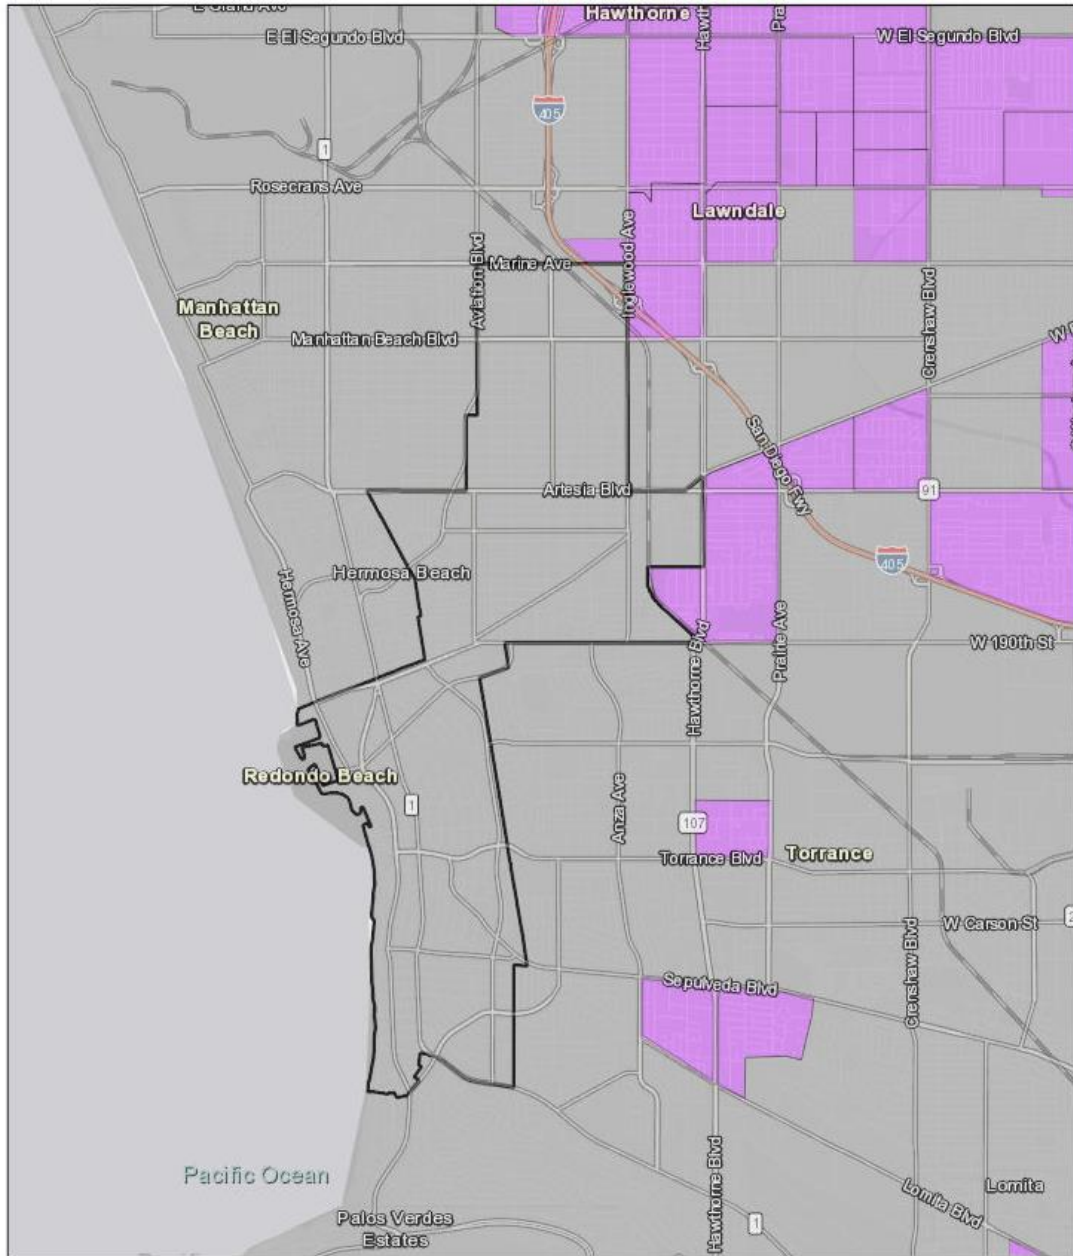 E Grand Ave
Hawthorne
E El Segundo Blvd
W El Segundo Blvd
405
1
Rosecrans Ave
Lawndale
Inglewood Ave
Aviation Blvd
Marine Ave
Crenshaw Blvd
Manhattan
Beach
Manhattan Beach Blvd
San Diego Fwy
Artesia Blvd
91
405
Hermosa Beach
Hermosa Ave
Hawthorne Blvd
Prairie Ave
W 190th St
Redondo Beach
1
Anza Ave
107
Torrance Blvd
Torrance
W Carson St
Crenshaw Blvd
Sepulveda Blvd
Pacific Ocean
Hawthorne Blvd
Lomita Blvd
Lomita
Palos Verdes
Estates
1